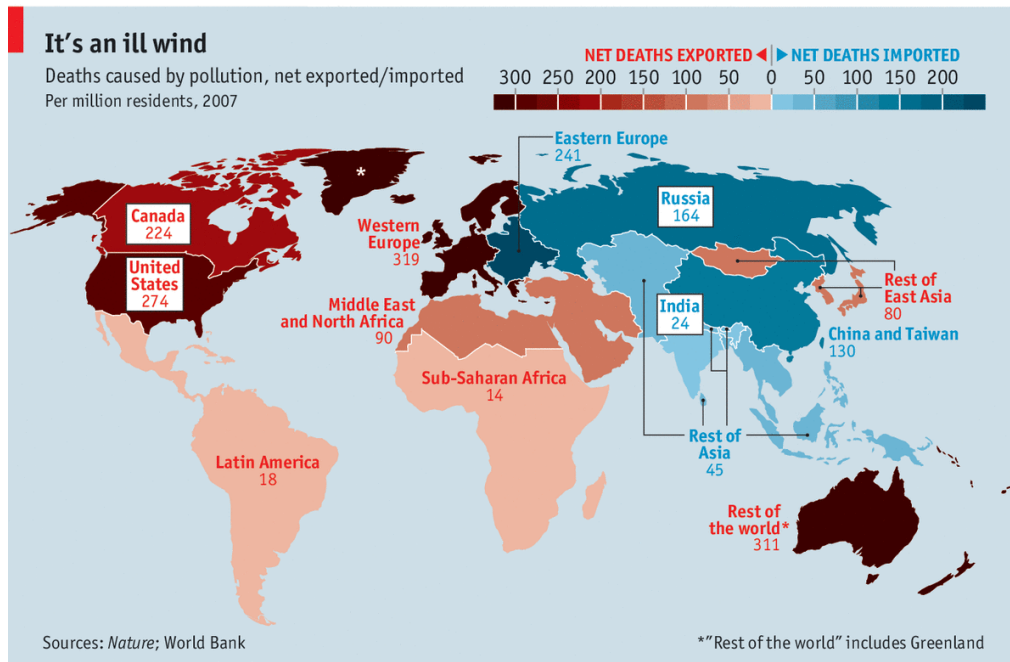 It's an ill wind
Deaths caused by pollution, net exported/imported
Per million residents, 2007
NET DEATHS EXPORTED ◀ ▶ NET DEATHS IMPORTED
300 250 200 150 100 50 0 50 100 150 200
Eastern Europe
241
*
Canada
224
Russia
164
Western
Europe
319
United
States
274
Rest of
East Asia
80
Middle East
and North Africa
90
India
24
China and Taiwan
130
Sub-Saharan Africa
14
Rest of
Asia
45
Latin America
18
Rest of
the world*
311
Sources: Nature; World Bank
*"Rest of the world" includes Greenland